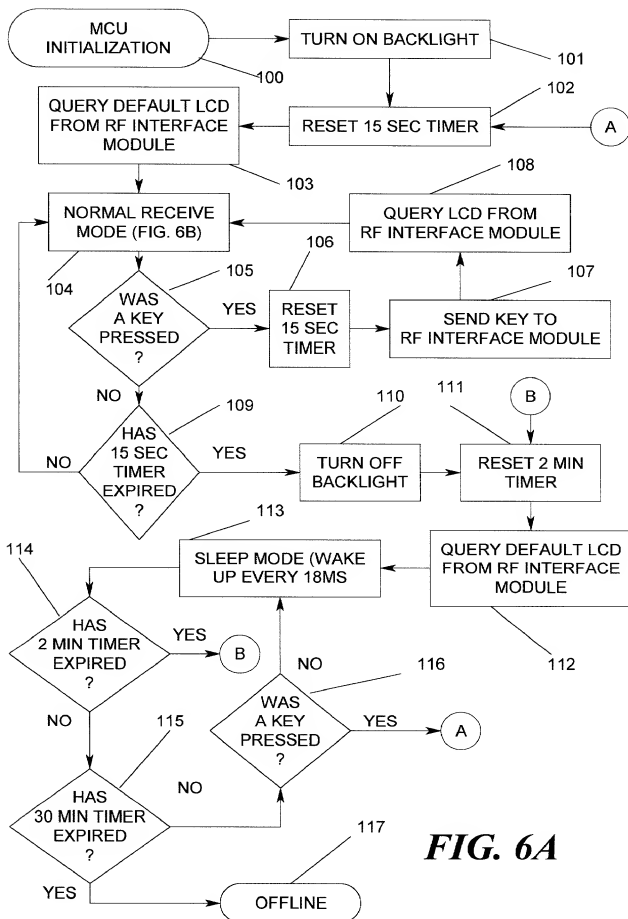 MCU
INITIALIZATION
100
TURN ON BACKLIGHT
101
RESET 15 SEC TIMER
102
A
QUERY DEFAULT LCD
FROM RF INTERFACE
MODULE
103
NORMAL RECEIVE
MODE (FIG. 6B)
104
108
QUERY LCD FROM
RF INTERFACE MODULE
105
WAS
A KEY
PRESSED
?
YES
NO
106
RESET
15 SEC
TIMER
107
SEND KEY TO
RF INTERFACE MODULE
109
HAS
15 SEC
TIMER
EXPIRED
?
NO
YES
110
TURN OFF
BACKLIGHT
111
B
RESET 2 MIN
TIMER
113
SLEEP MODE (WAKE
UP EVERY 18MS
QUERY DEFAULT LCD
FROM RF INTERFACE
MODULE
112
114
HAS
2 MIN TIMER
EXPIRED
?
YES
B
NO
116
WAS
A KEY
PRESSED
?
NO
YES
A
115
HAS
30 MIN TIMER
EXPIRED
?
NO
YES
117
OFFLINE
FIG. 6A